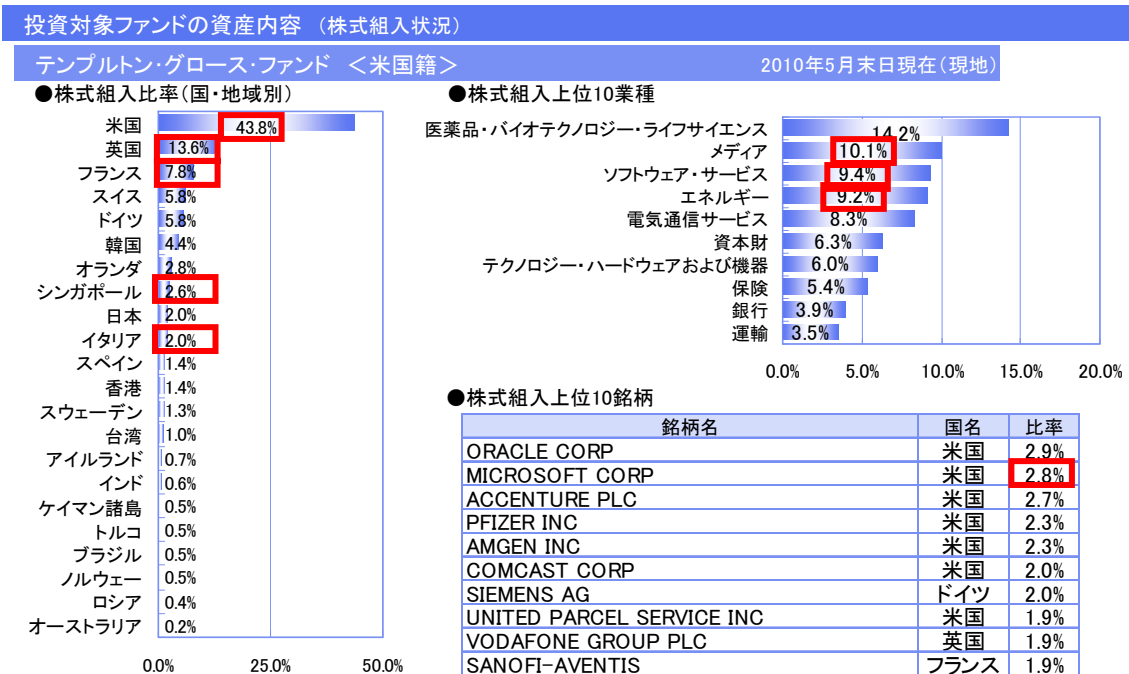 投資対象ファンドの資産内容 （株式組入状況）
テンプルトン・グロース・ファンド ＜米国籍＞ 2010年5月末日現在（現地）
●株式組入比率（国・地域別）
米国 43.8%
英国 13.6%
フランス 7.8%
スイス 5.8%
ドイツ 5.8%
韓国 4.4%
オランダ 2.8%
シンガポール 2.6%
日本 2.0%
イタリア 2.0%
スペイン 1.4%
香港 1.4%
スウェーデン 1.3%
台湾 1.0%
アイルランド 0.7%
インド 0.6%
ケイマン諸島 0.5%
トルコ 0.5%
ブラジル 0.5%
ノルウェー 0.5%
ロシア 0.4%
オーストラリア 0.2%
0.0% 25.0% 50.0%
●株式組入上位10業種
医薬品・バイオテクノロジー・ライフサイエンス 14.2%
メディア 10.1%
ソフトウェア・サービス 9.4%
エネルギー 9.2%
電気通信サービス 8.3%
資本財 6.3%
テクノロジー・ハードウェアおよび機器 6.0%
保険 5.4%
銀行 3.9%
運輸 3.5%
0.0% 5.0% 10.0% 15.0% 20.0%
●株式組入上位10銘柄
銘柄名 国名 比率
ORACLE CORP 米国 2.9%
MICROSOFT CORP 米国 2.8%
ACCENTURE PLC 米国 2.7%
PFIZER INC 米国 2.3%
AMGEN INC 米国 2.3%
COMCAST CORP 米国 2.0%
SIEMENS AG ドイツ 2.0%
UNITED PARCEL SERVICE INC 米国 1.9%
VODAFONE GROUP PLC 英国 1.9%
SANOFI-AVENTIS フランス 1.9%